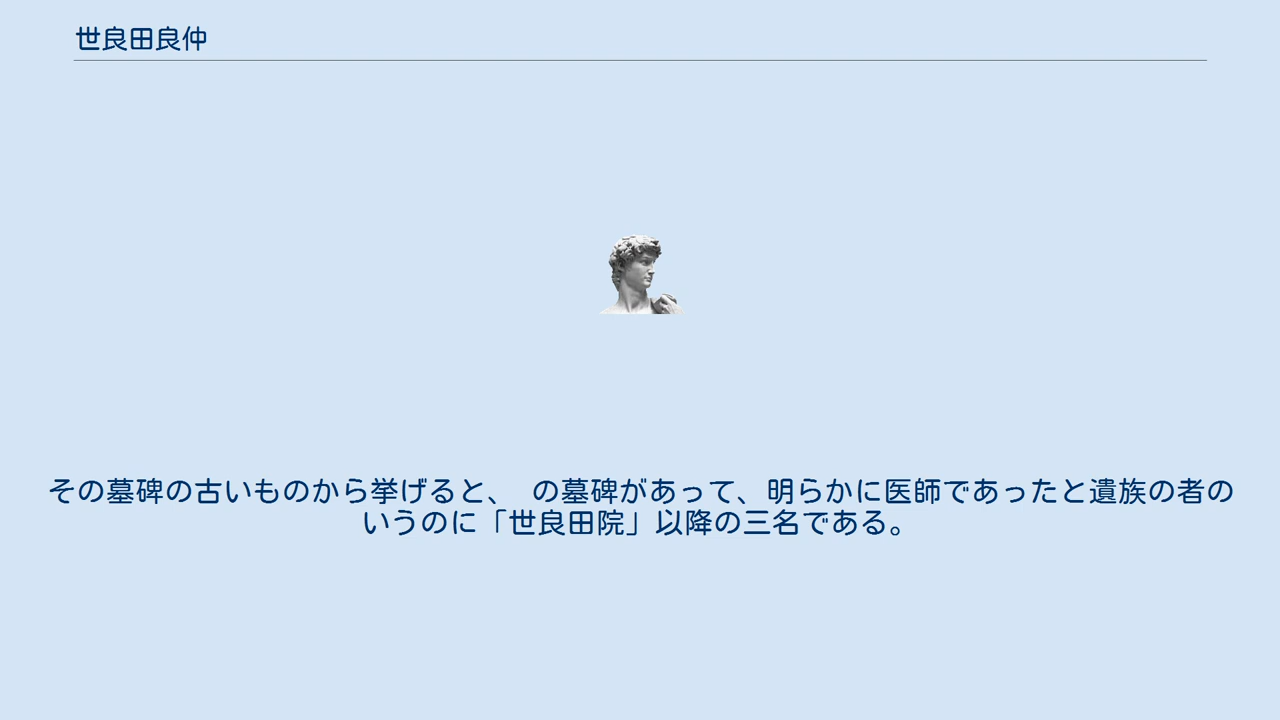 世良田良仲
その墓碑の古いものから挙げると、　の墓碑があって、明らかに医師であったと遺族の者の
いうのに「世良田院」以降の三名である。